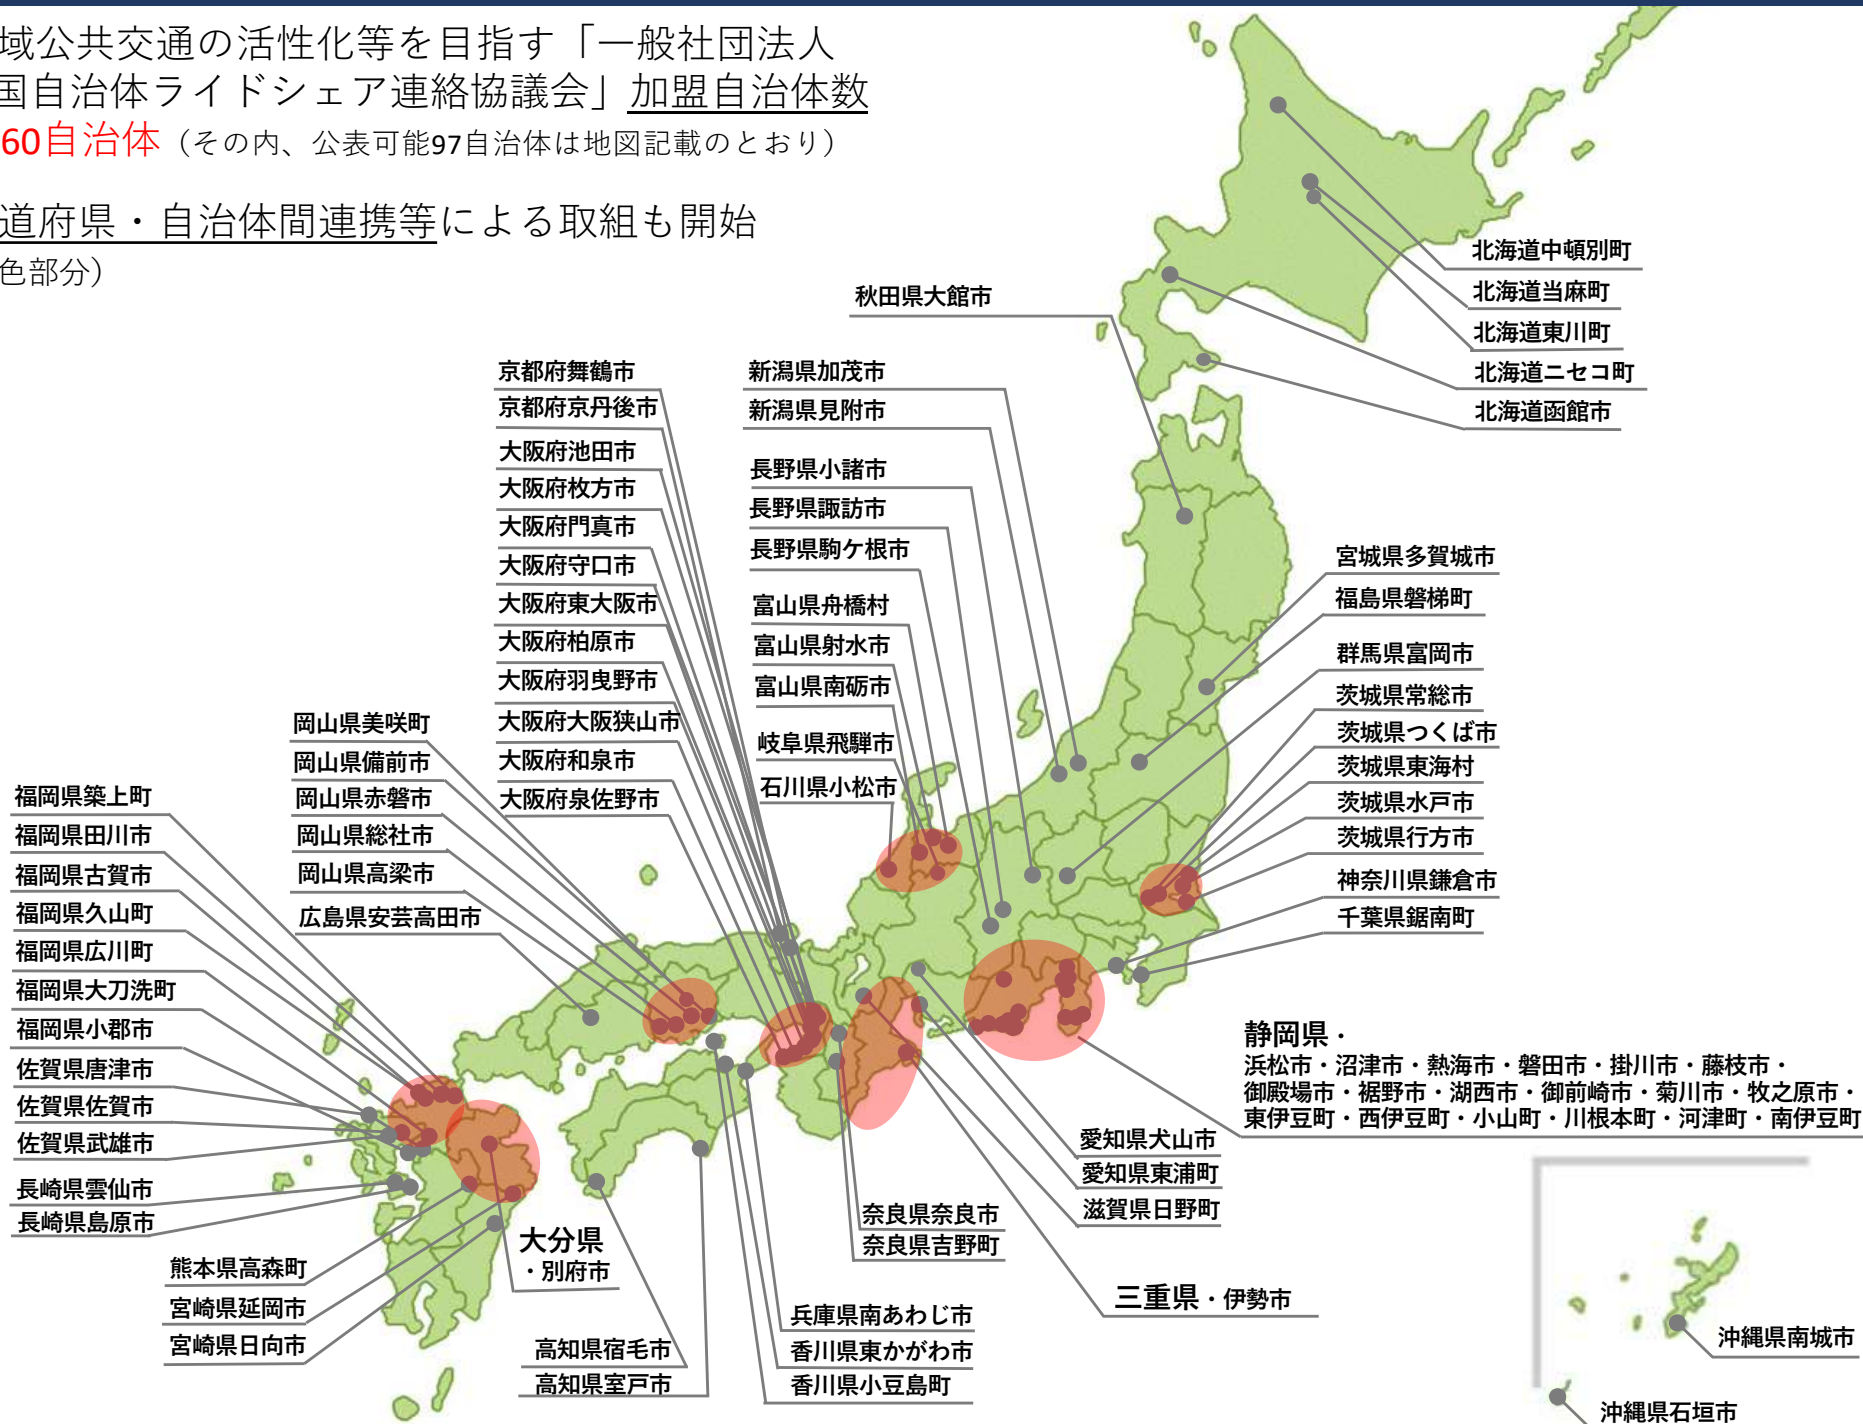 域公共交通の活性化等を目指す「一般社団法人
国自治体ライドシェア連絡協議会」加盟自治体数
60自治体（その内、公表可能97自治体は地図記載のとおり）
道府県・自治体間連携等による取組も開始
色部分）
北海道中頓別町
北海道当麻町
北海道東川町
北海道ニセコ町
北海道函館市
秋田県大館市
京都府舞鶴市
京都府京丹後市
大阪府池田市
大阪府枚方市
大阪府門真市
大阪府守口市
大阪府東大阪市
大阪府柏原市
大阪府羽曳野市
大阪府大阪狭山市
大阪府和泉市
大阪府泉佐野市
新潟県加茂市
新潟県見附市
長野県小諸市
長野県諏訪市
長野県駒ケ根市
富山県舟橋村
富山県射水市
富山県南砺市
岐阜県飛騨市
石川県小松市
宮城県多賀城市
福島県磐梯町
群馬県富岡市
茨城県常総市
茨城県つくば市
茨城県東海村
茨城県水戸市
茨城県行方市
神奈川県鎌倉市
千葉県鋸南町
岡山県美咲町
岡山県備前市
岡山県赤磐市
岡山県総社市
岡山県高梁市
広島県安芸高田市
福岡県築上町
福岡県田川市
福岡県古賀市
福岡県久山町
福岡県広川町
福岡県大刀洗町
福岡県小郡市
佐賀県唐津市
佐賀県佐賀市
佐賀県武雄市
長崎県雲仙市
長崎県島原市
熊本県高森町
宮崎県延岡市
宮崎県日向市
大分県
・別府市
高知県宿毛市
高知県室戸市
兵庫県南あわじ市
香川県東かがわ市
香川県小豆島町
奈良県奈良市
奈良県吉野町
愛知県犬山市
愛知県東浦町
滋賀県日野町
三重県・伊勢市
静岡県・
浜松市・沼津市・熱海市・磐田市・掛川市・藤枝市・
御殿場市・裾野市・湖西市・御前崎市・菊川市・牧之原市・
東伊豆町・西伊豆町・小山町・川根本町・河津町・南伊豆町
沖縄県南城市
沖縄県石垣市